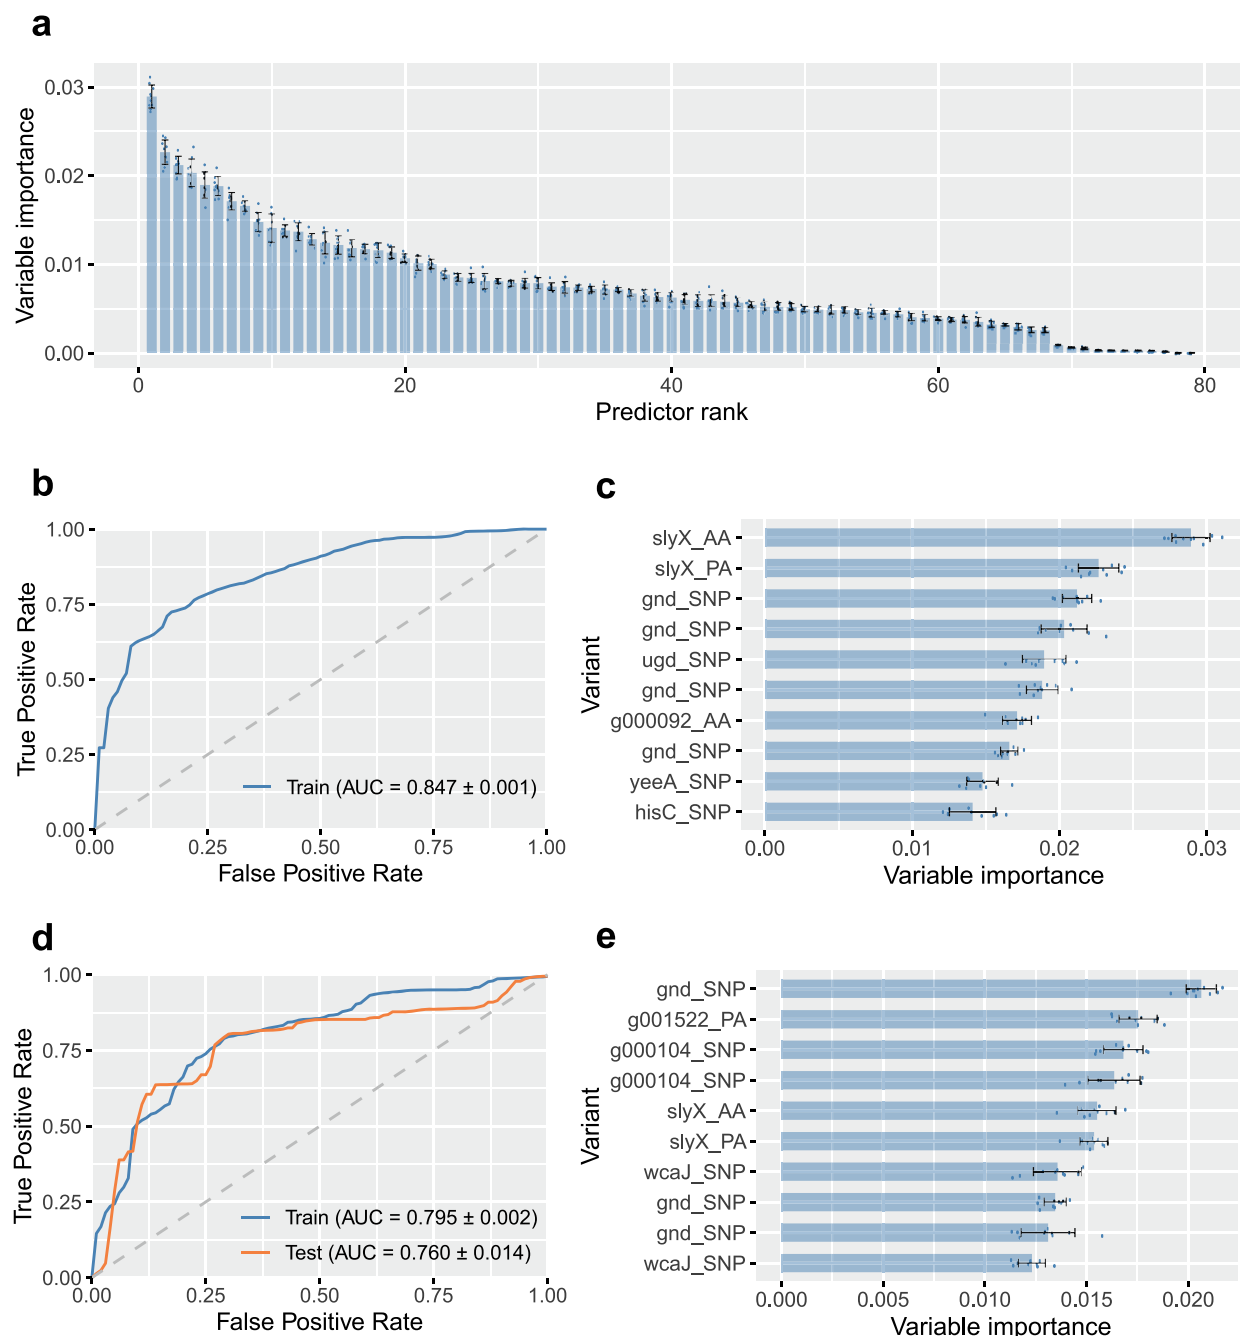 a
0.03
0.02
0.01
0.00
Variable importance
0 20 40 60 80
Predictor rank
b
1.00
0.75
0.50
0.25
0.00
True Positive Rate
Train (AUC = 0.847 ± 0.001)
0.00 0.25 0.50 0.75 1.00
False Positive Rate
c
Variant
slyX_AA
slyX_PA
gnd_SNP
gnd_SNP
ugd_SNP
gnd_SNP
g000092_AA
gnd_SNP
yeeA_SNP
hisC_SNP
0.00 0.01 0.02 0.03
Variable importance
d
1.00
0.75
0.50
0.25
0.00
True Positive Rate
Train (AUC = 0.795 ± 0.002)
Test (AUC = 0.760 ± 0.014)
0.00 0.25 0.50 0.75 1.00
False Positive Rate
e
Variant
gnd_SNP
g001522_PA
g000104_SNP
g000104_SNP
slyX_AA
slyX_PA
wcaJ_SNP
gnd_SNP
gnd_SNP
wcaJ_SNP
0.000 0.005 0.010 0.015 0.020
Variable importance